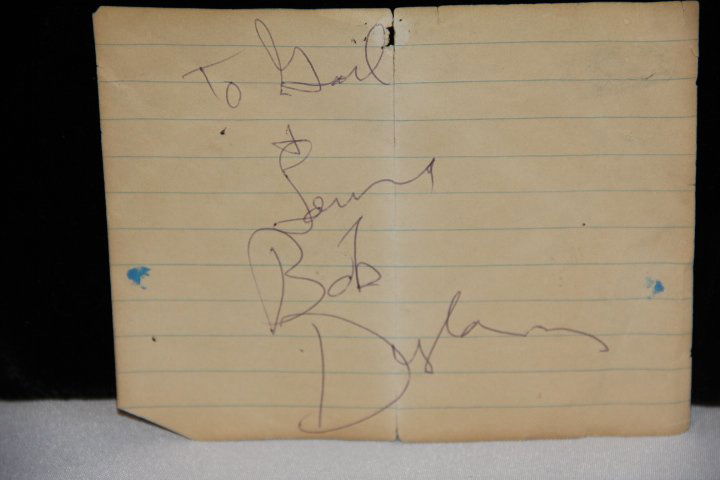 To Gail
+
Bob
Dylan